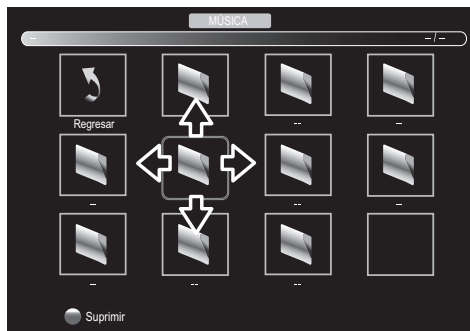 MÚSICA
– – / –
Regresar -- –
– -- –
– -- --
Suprimir